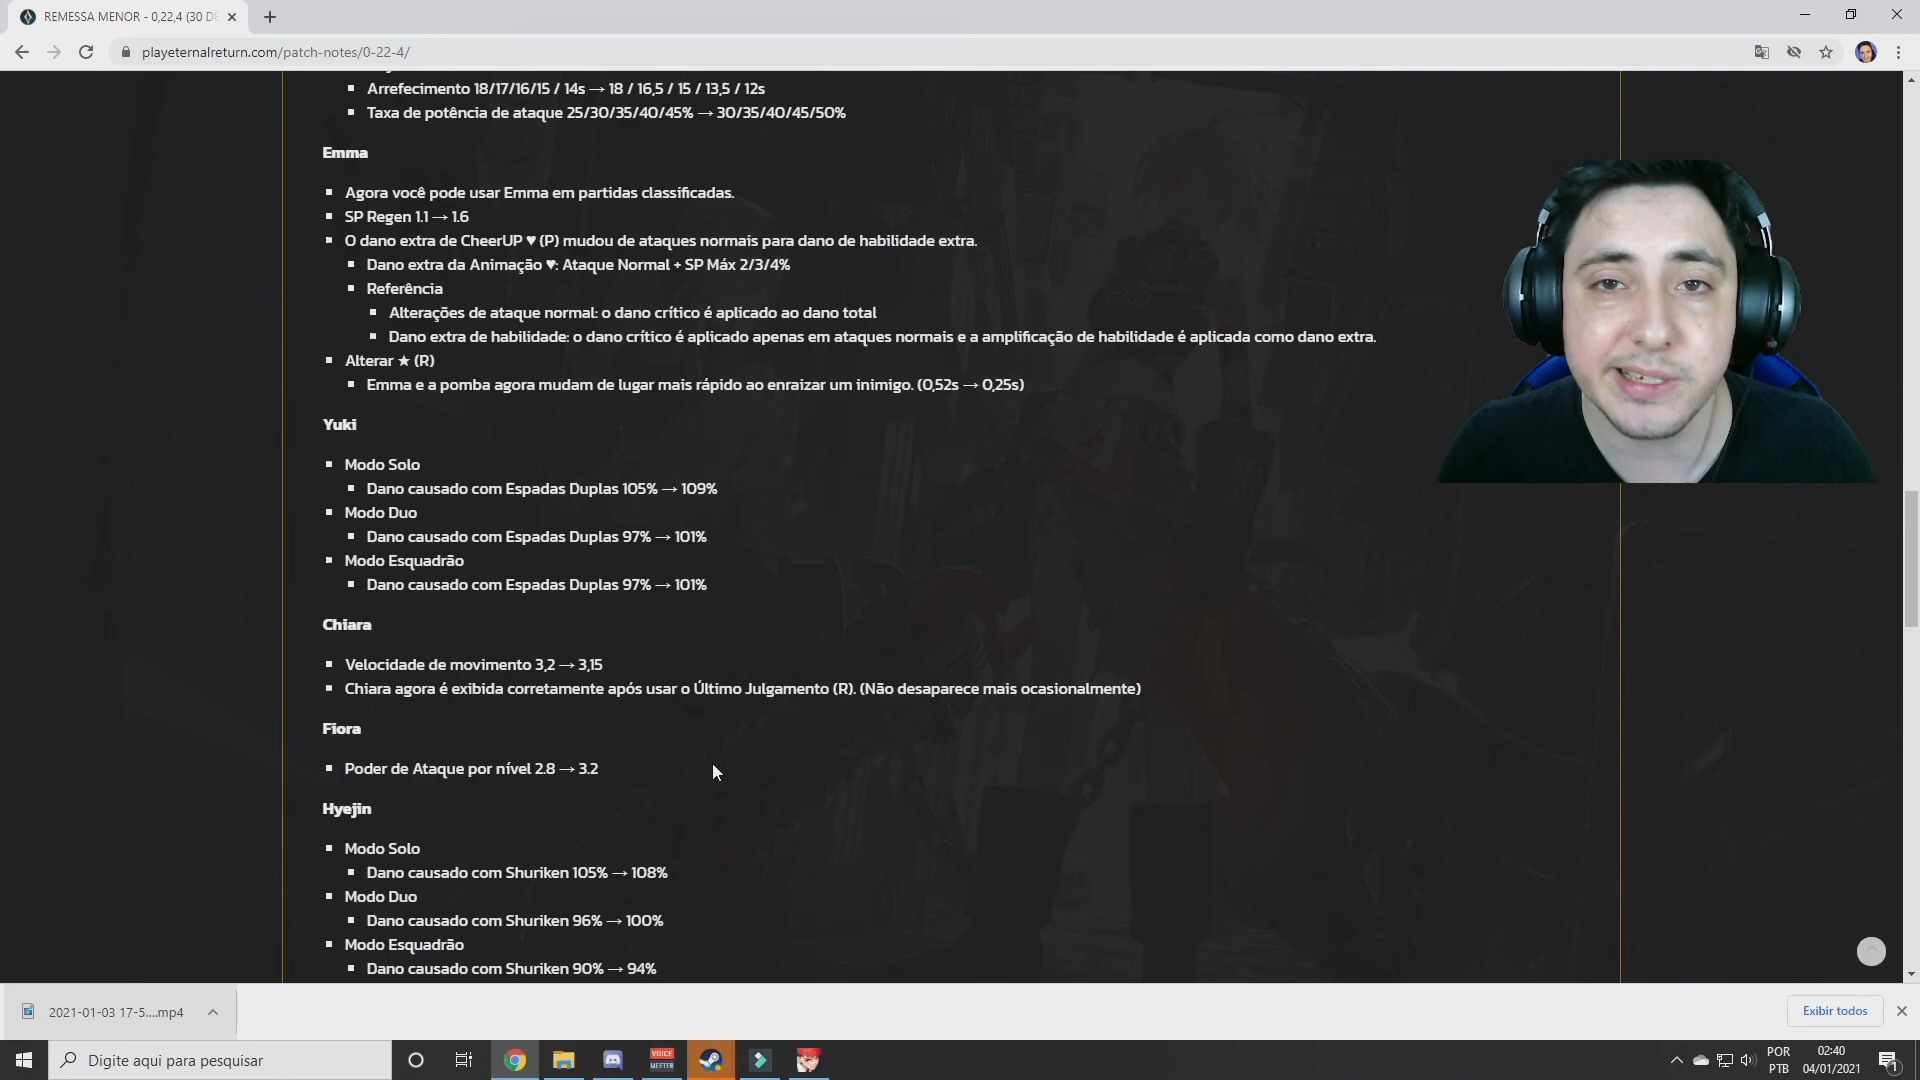 REMESSA MENOR - 0,22,4 (30 DE
playeternalreturn.com/patch-notes/0-22-4/
Arrefecimento 18/17/16/15 / 14s → 18 / 16,5 / 15 / 13,5 / 12s
Taxa de potência de ataque 25/30/35/40/45% → 30/35/40/45/50%
Emma
Agora você pode usar Emma em partidas classificadas.
SP Regen 1.1 → 1.6
O dano extra de CheerUP ♥ (P) mudou de ataques normais para dano de habilidade extra.
Dano extra da Animação ♥: Ataque Normal + SP Máx 2/3/4%
Referência
Alterações de ataque normal: o dano crítico é aplicado ao dano total
Dano extra de habilidade: o dano crítico é aplicado apenas em ataques normais e a amplificação de habilidade é aplicada como dano extra.
Alterar ★ (R)
Emma e a pomba agora mudam de lugar mais rápido ao enraizar um inimigo. (0,52s → 0,25s)
Yuki
Modo Solo
Dano causado com Espadas Duplas 105% → 109%
Modo Duo
Dano causado com Espadas Duplas 97% → 101%
Modo Esquadrão
Dano causado com Espadas Duplas 97% → 101%
Chiara
Velocidade de movimento 3,2 → 3,15
Chiara agora é exibida corretamente após usar o Último Julgamento (R). (Não desaparece mais ocasionalmente)
Fiora
Poder de Ataque por nível 2.8 → 3.2
Hyejin
Modo Solo
Dano causado com Shuriken 105% → 108%
Modo Duo
Dano causado com Shuriken 96% → 100%
Modo Esquadrão
Dano causado com Shuriken 90% → 94%
2021-01-03 17-5....mp4
Exibir todos
Digite aqui para pesquisar
VOICE
MEETER
POR
PTB
02:40
04/01/2021
1